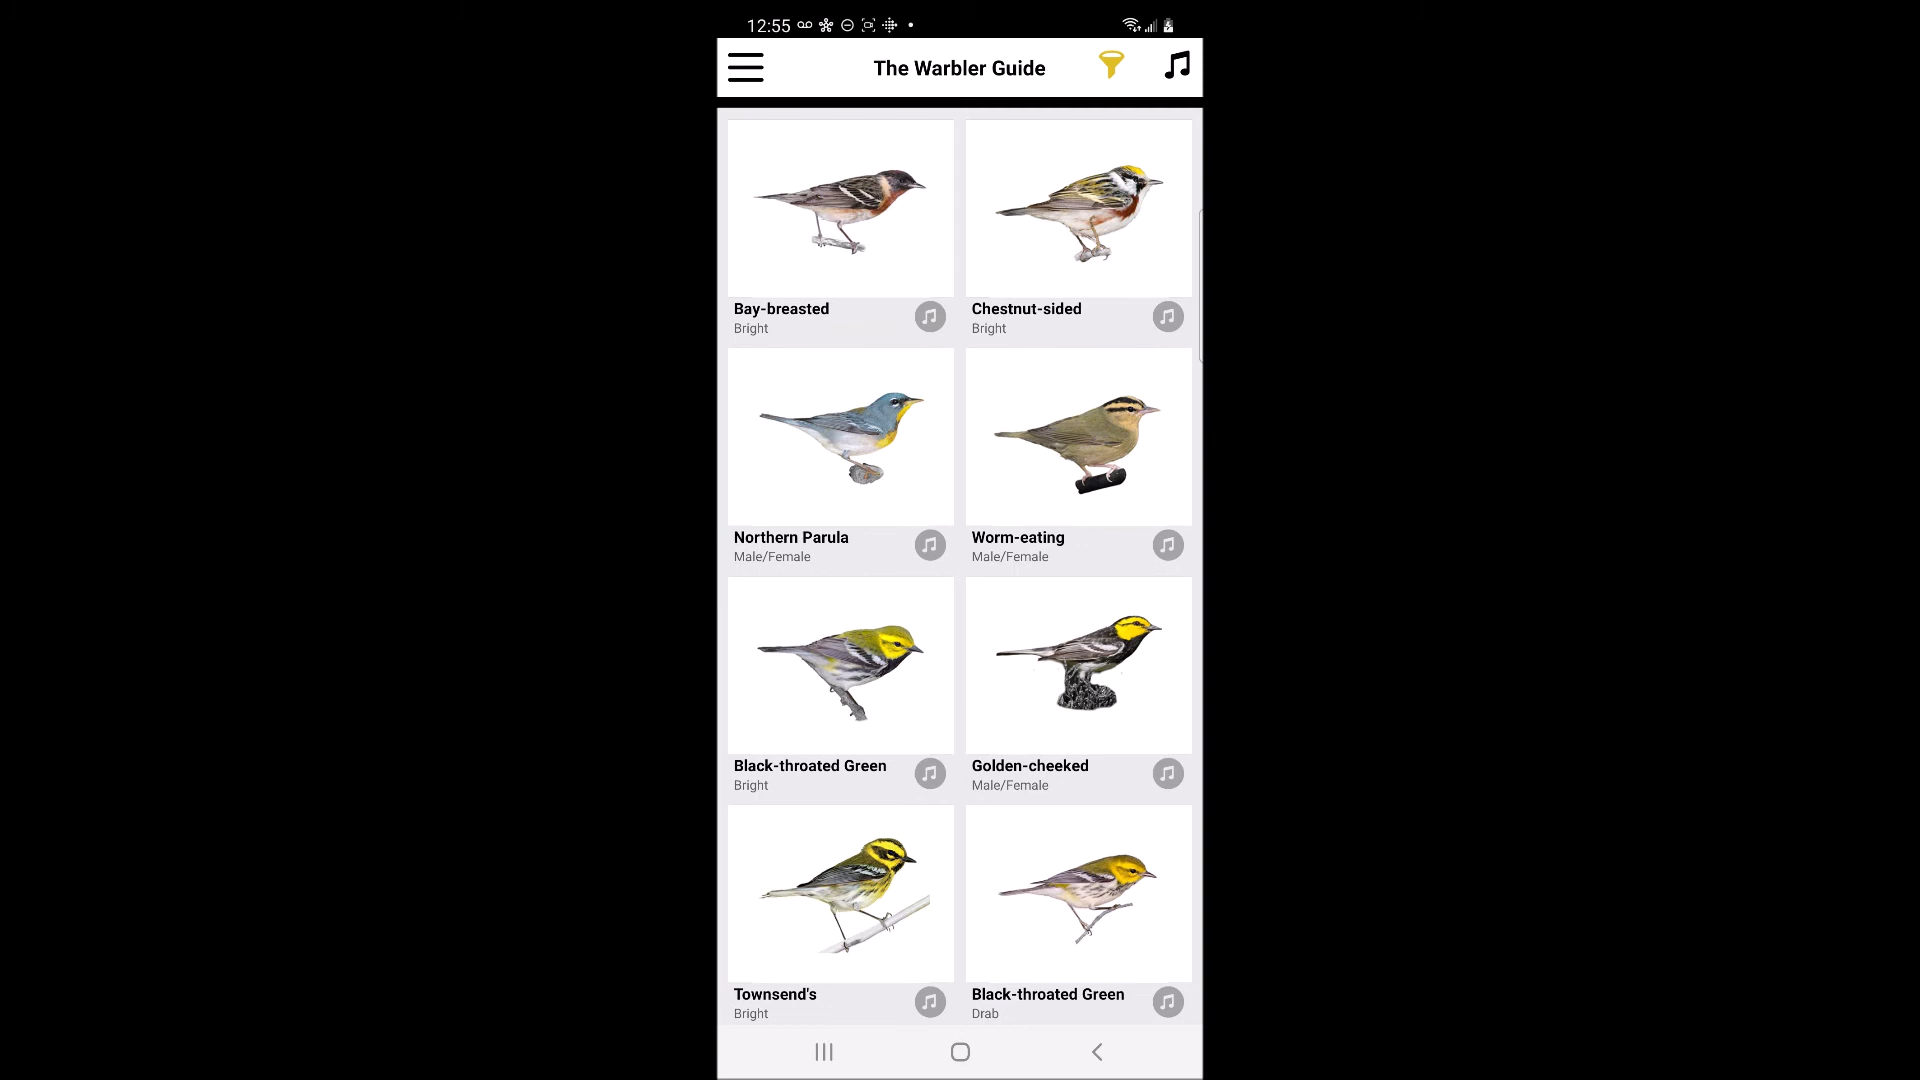 12:55
The Warbler Guide
Bay-breasted
Bright
Chestnut-sided
Bright
Northern Parula
Male/Female
Worm-eating
Male/Female
Black-throated Green
Bright
Golden-cheeked
Male/Female
Townsend's
Bright
Black-throated Green
Drab